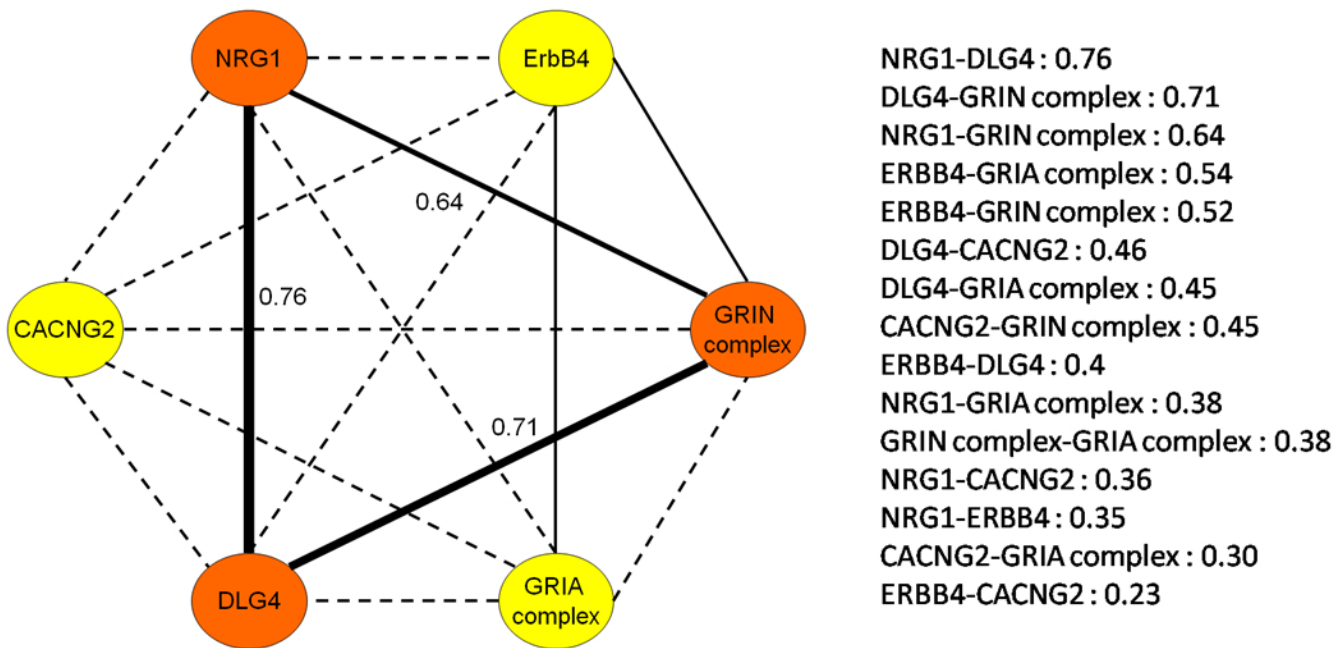 NRG1
ErbB4
0.64
0.76
CACNG2
GRIN
complex
0.71
DLG4
GRIA
complex
NRG1-DLG4 : 0.76
DLG4-GRIN complex : 0.71
NRG1-GRIN complex : 0.64
ERBB4-GRIA complex : 0.54
ERBB4-GRIN complex : 0.52
DLG4-CACNG2 : 0.46
DLG4-GRIA complex : 0.45
CACNG2-GRIN complex : 0.45
ERBB4-DLG4 : 0.4
NRG1-GRIA complex : 0.38
GRIN complex-GRIA complex : 0.38
NRG1-CACNG2 : 0.36
NRG1-ERBB4 : 0.35
CACNG2-GRIA complex : 0.30
ERBB4-CACNG2 : 0.23